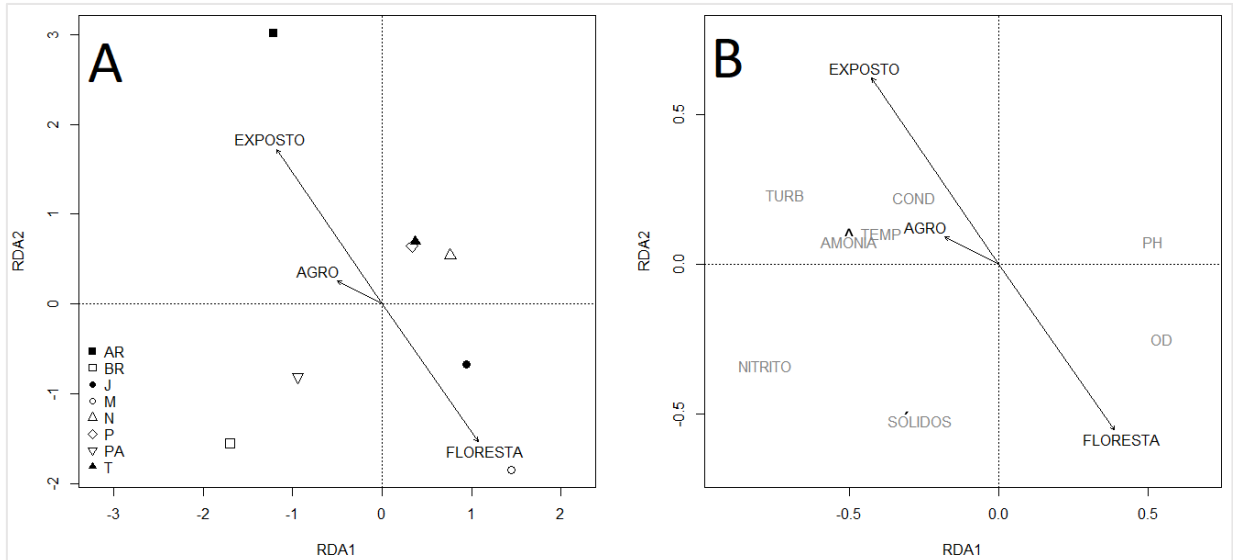 A
3
2
1
0
-1
-2
RDA2
EXPOSTO
AGRO
FLORESTA
AR
BR
J
M
N
P
PA
T
-3
-2
-1
0
1
2
RDA1
B
0.5
0.0
-0.5
RDA2
EXPOSTO
TURB
COND
AGRO
TEMP
AMÔNIA
PH
OD
NITRITO
SÓLIDOS
FLORESTA
-0.5
0.0
0.5
RDA1